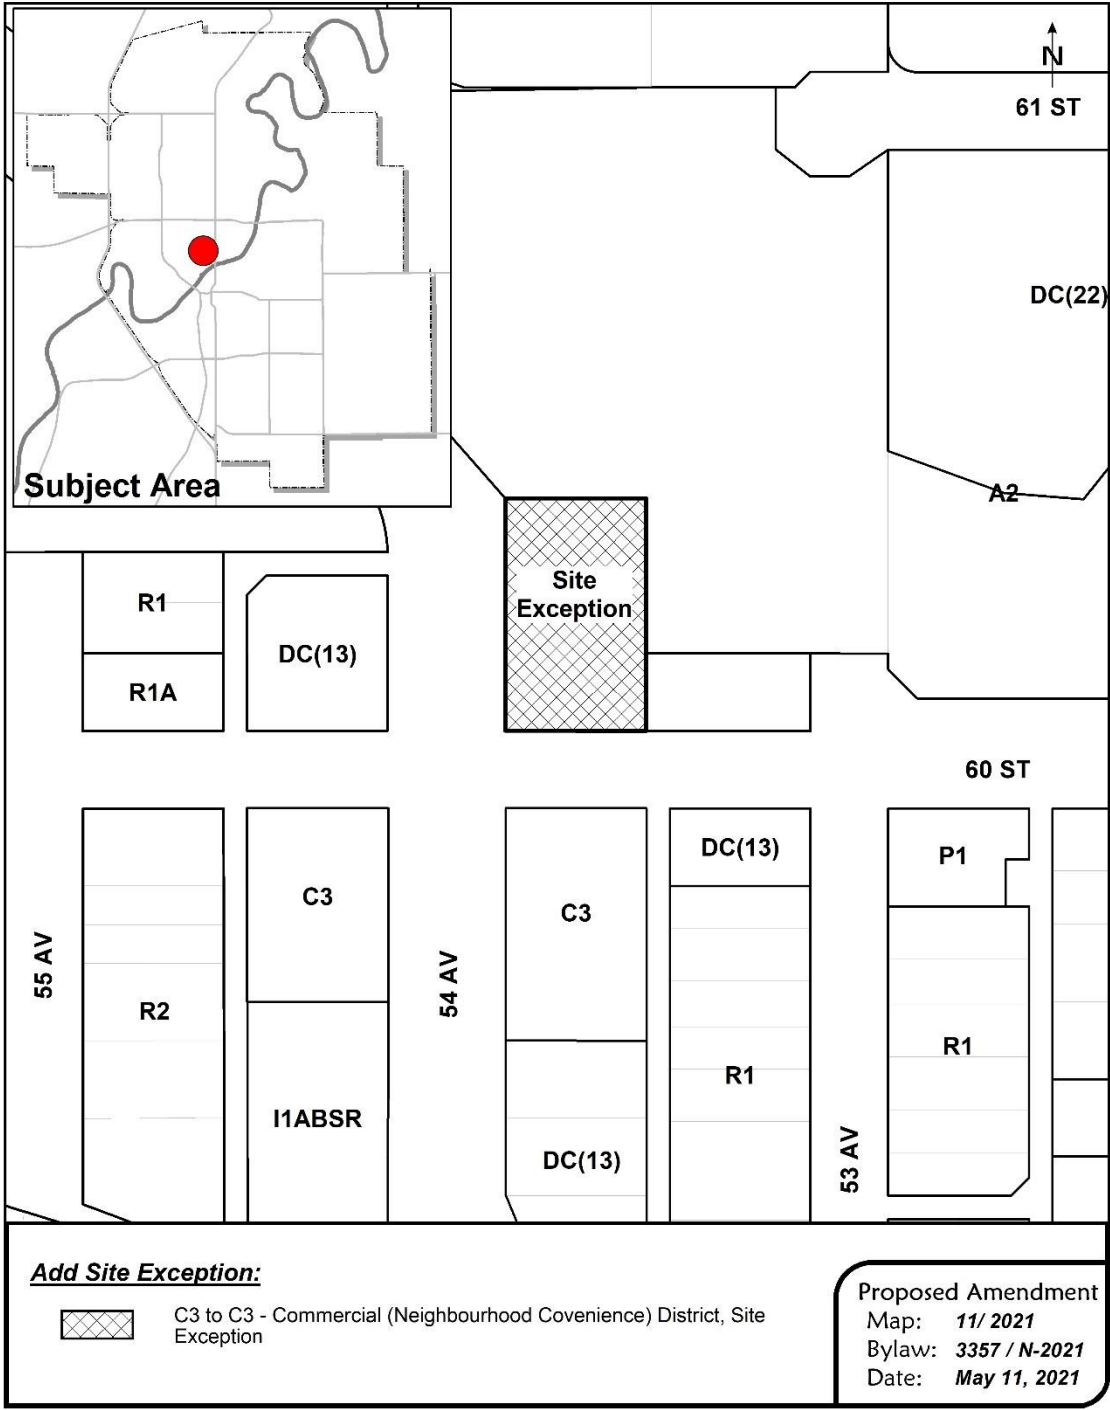 N
61 ST
DC(22)
Subject Area
A2
Site
Exception
R1
DC(13)
R1A
60 ST
DC(13)
P1
C3
C3
55 AV
54 AV
R2
R1
R1
I1ABSR
DC(13)
53 AV
Add Site Exception:
C3 to C3 - Commercial (Neighbourhood Covenience) District, Site
Exception
Proposed Amendment
Map: 11/ 2021
Bylaw: 3357 / N-2021
Date: May 11, 2021